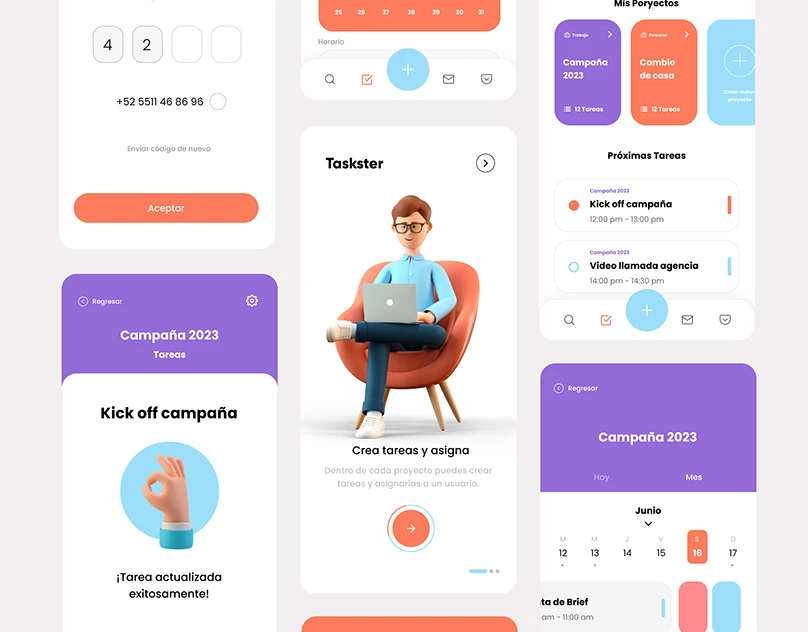 4 2
+52 5511 46 86 96
Enviar código de nuevo
Aceptar
Regresar
Campaña 2023
Tareas
Kick off campaña
¡Tarea actualizada
exitosamente!
25 26 27 28 29 30 31
Horario
Taskster
Crea tareas y asigna
Dentro de cada proyecto puedes crear
tareas y asignarlas a un usuario.
Mis Poryectos
Trabajo
Campaña
2023
12 Tareas
Personal
Cambio
de casa
12 Tareas
Crear nuevo
proyecto
Próximas Tareas
Campaña 2023
Kick off campaña
12:00 pm - 13:00 pm
Campaña 2023
Video llamada agencia
14:00 pm - 14:30 pm
Regresar
Campaña 2023
Hoy Mes
Junio
M M J V S D
12 13 14 15 16 17
ta de Brief
am - 11:00 am